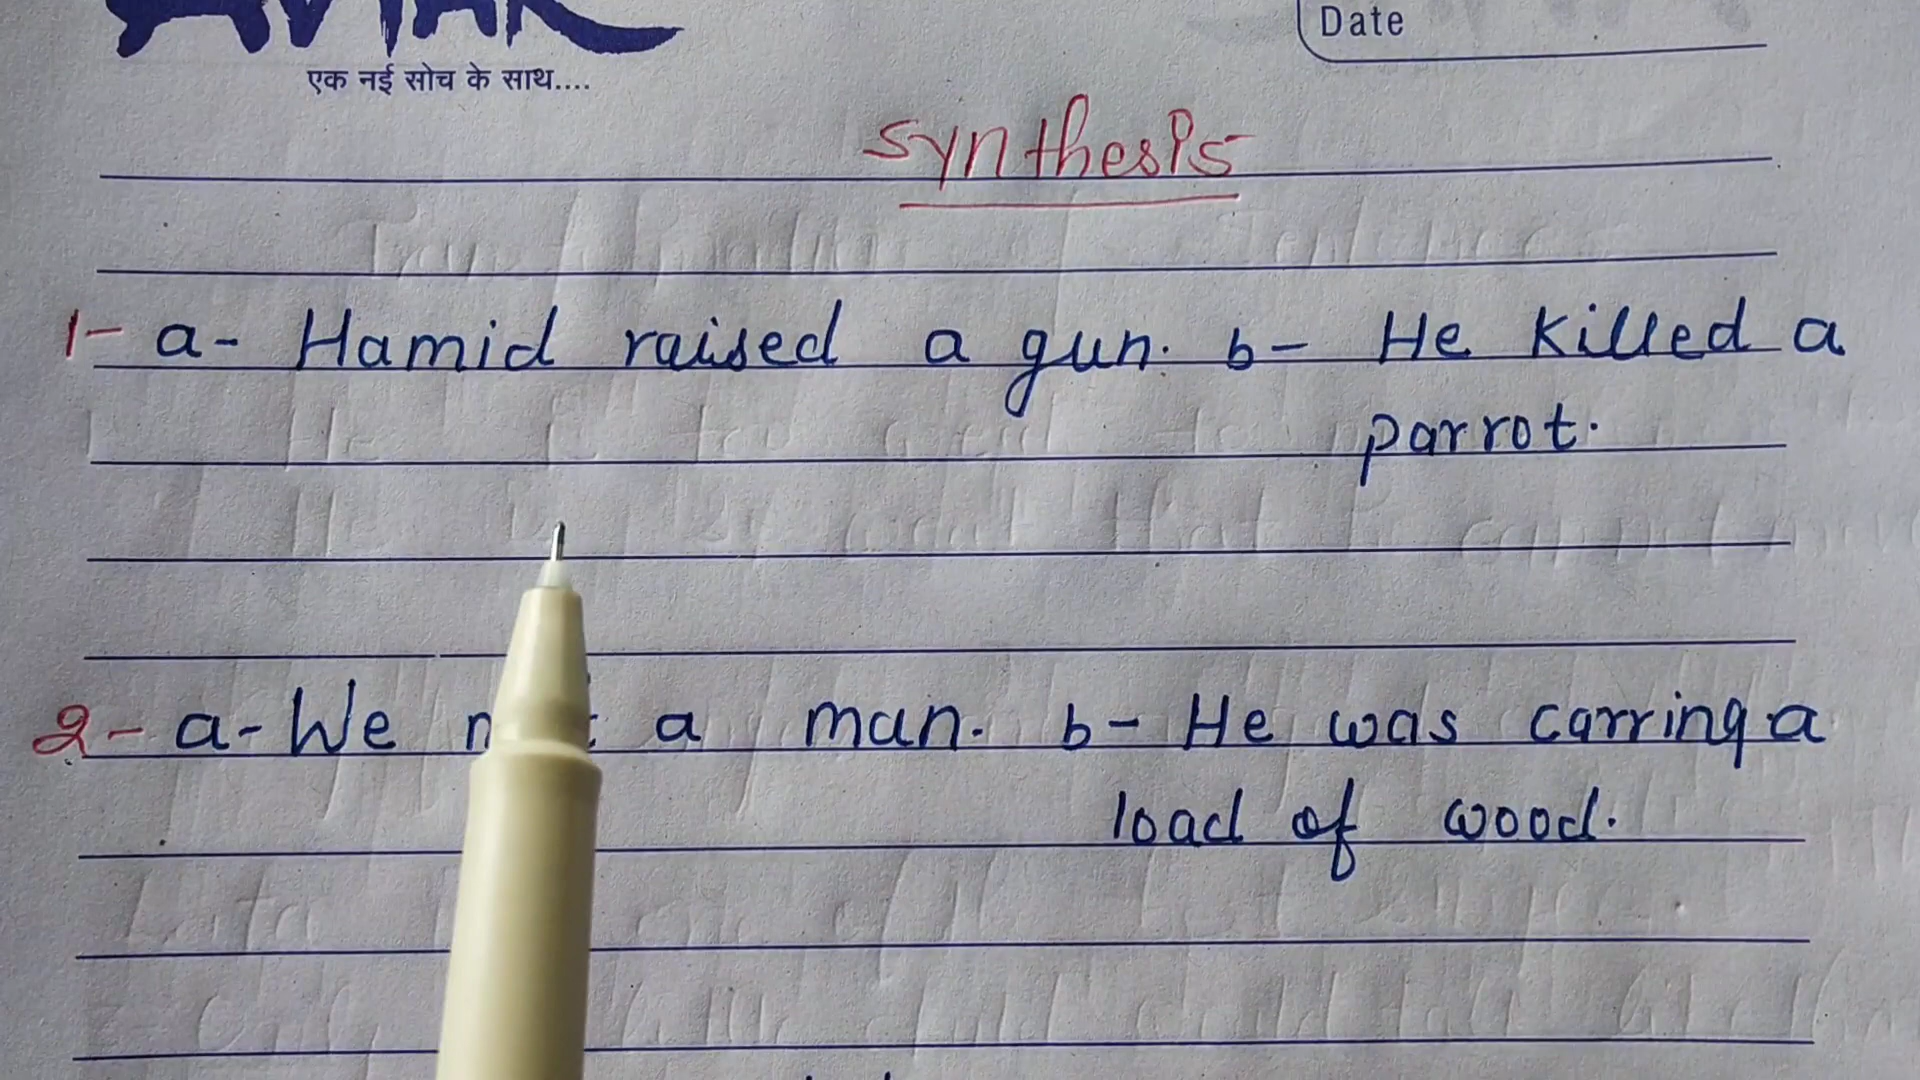 एक नई सोच के साथ....
Date
synthesis
1- a- Hamid raised a gun. b- He killed a
parrot.
2- a- We a man. b- He was carring a
load of wood.